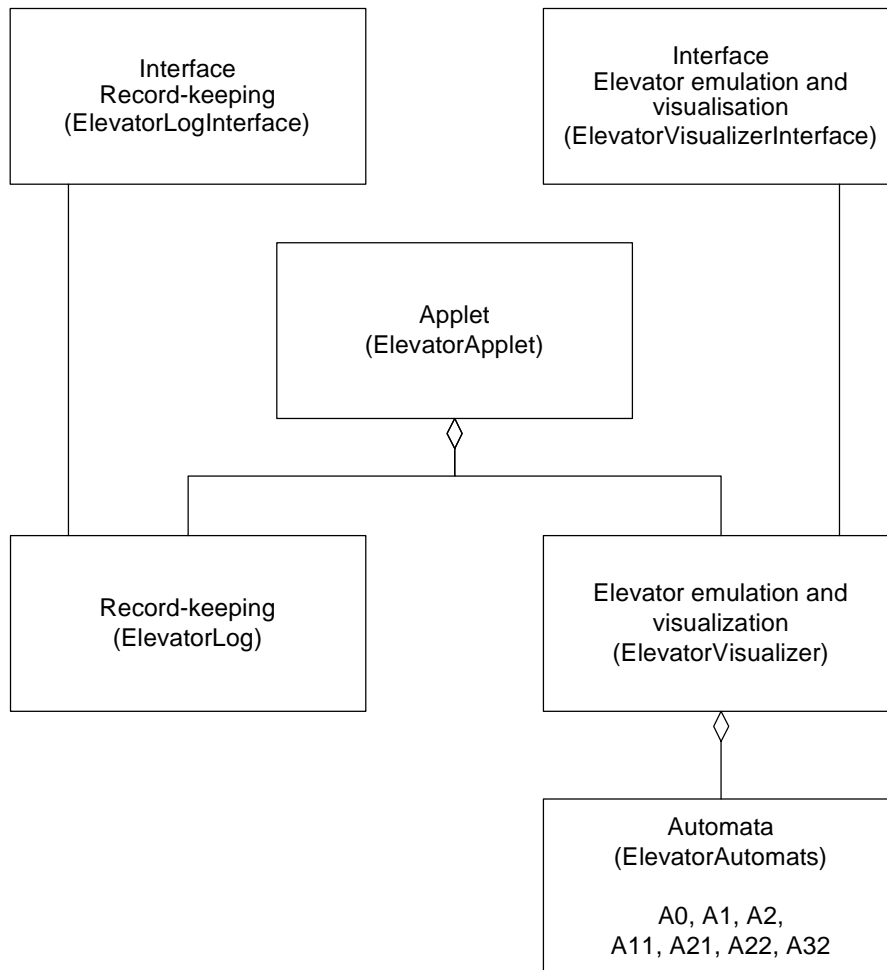 Interface
Record-keeping
(ElevatorLogInterface)
Interface
Elevator emulation and
visualisation
(ElevatorVisualizerInterface)
Applet
(ElevatorApplet)
Record-keeping
(ElevatorLog)
Elevator emulation and
visualization
(ElevatorVisualizer)
Automata
(ElevatorAutomats)
A0, A1, A2,
A11, A21, A22, A32